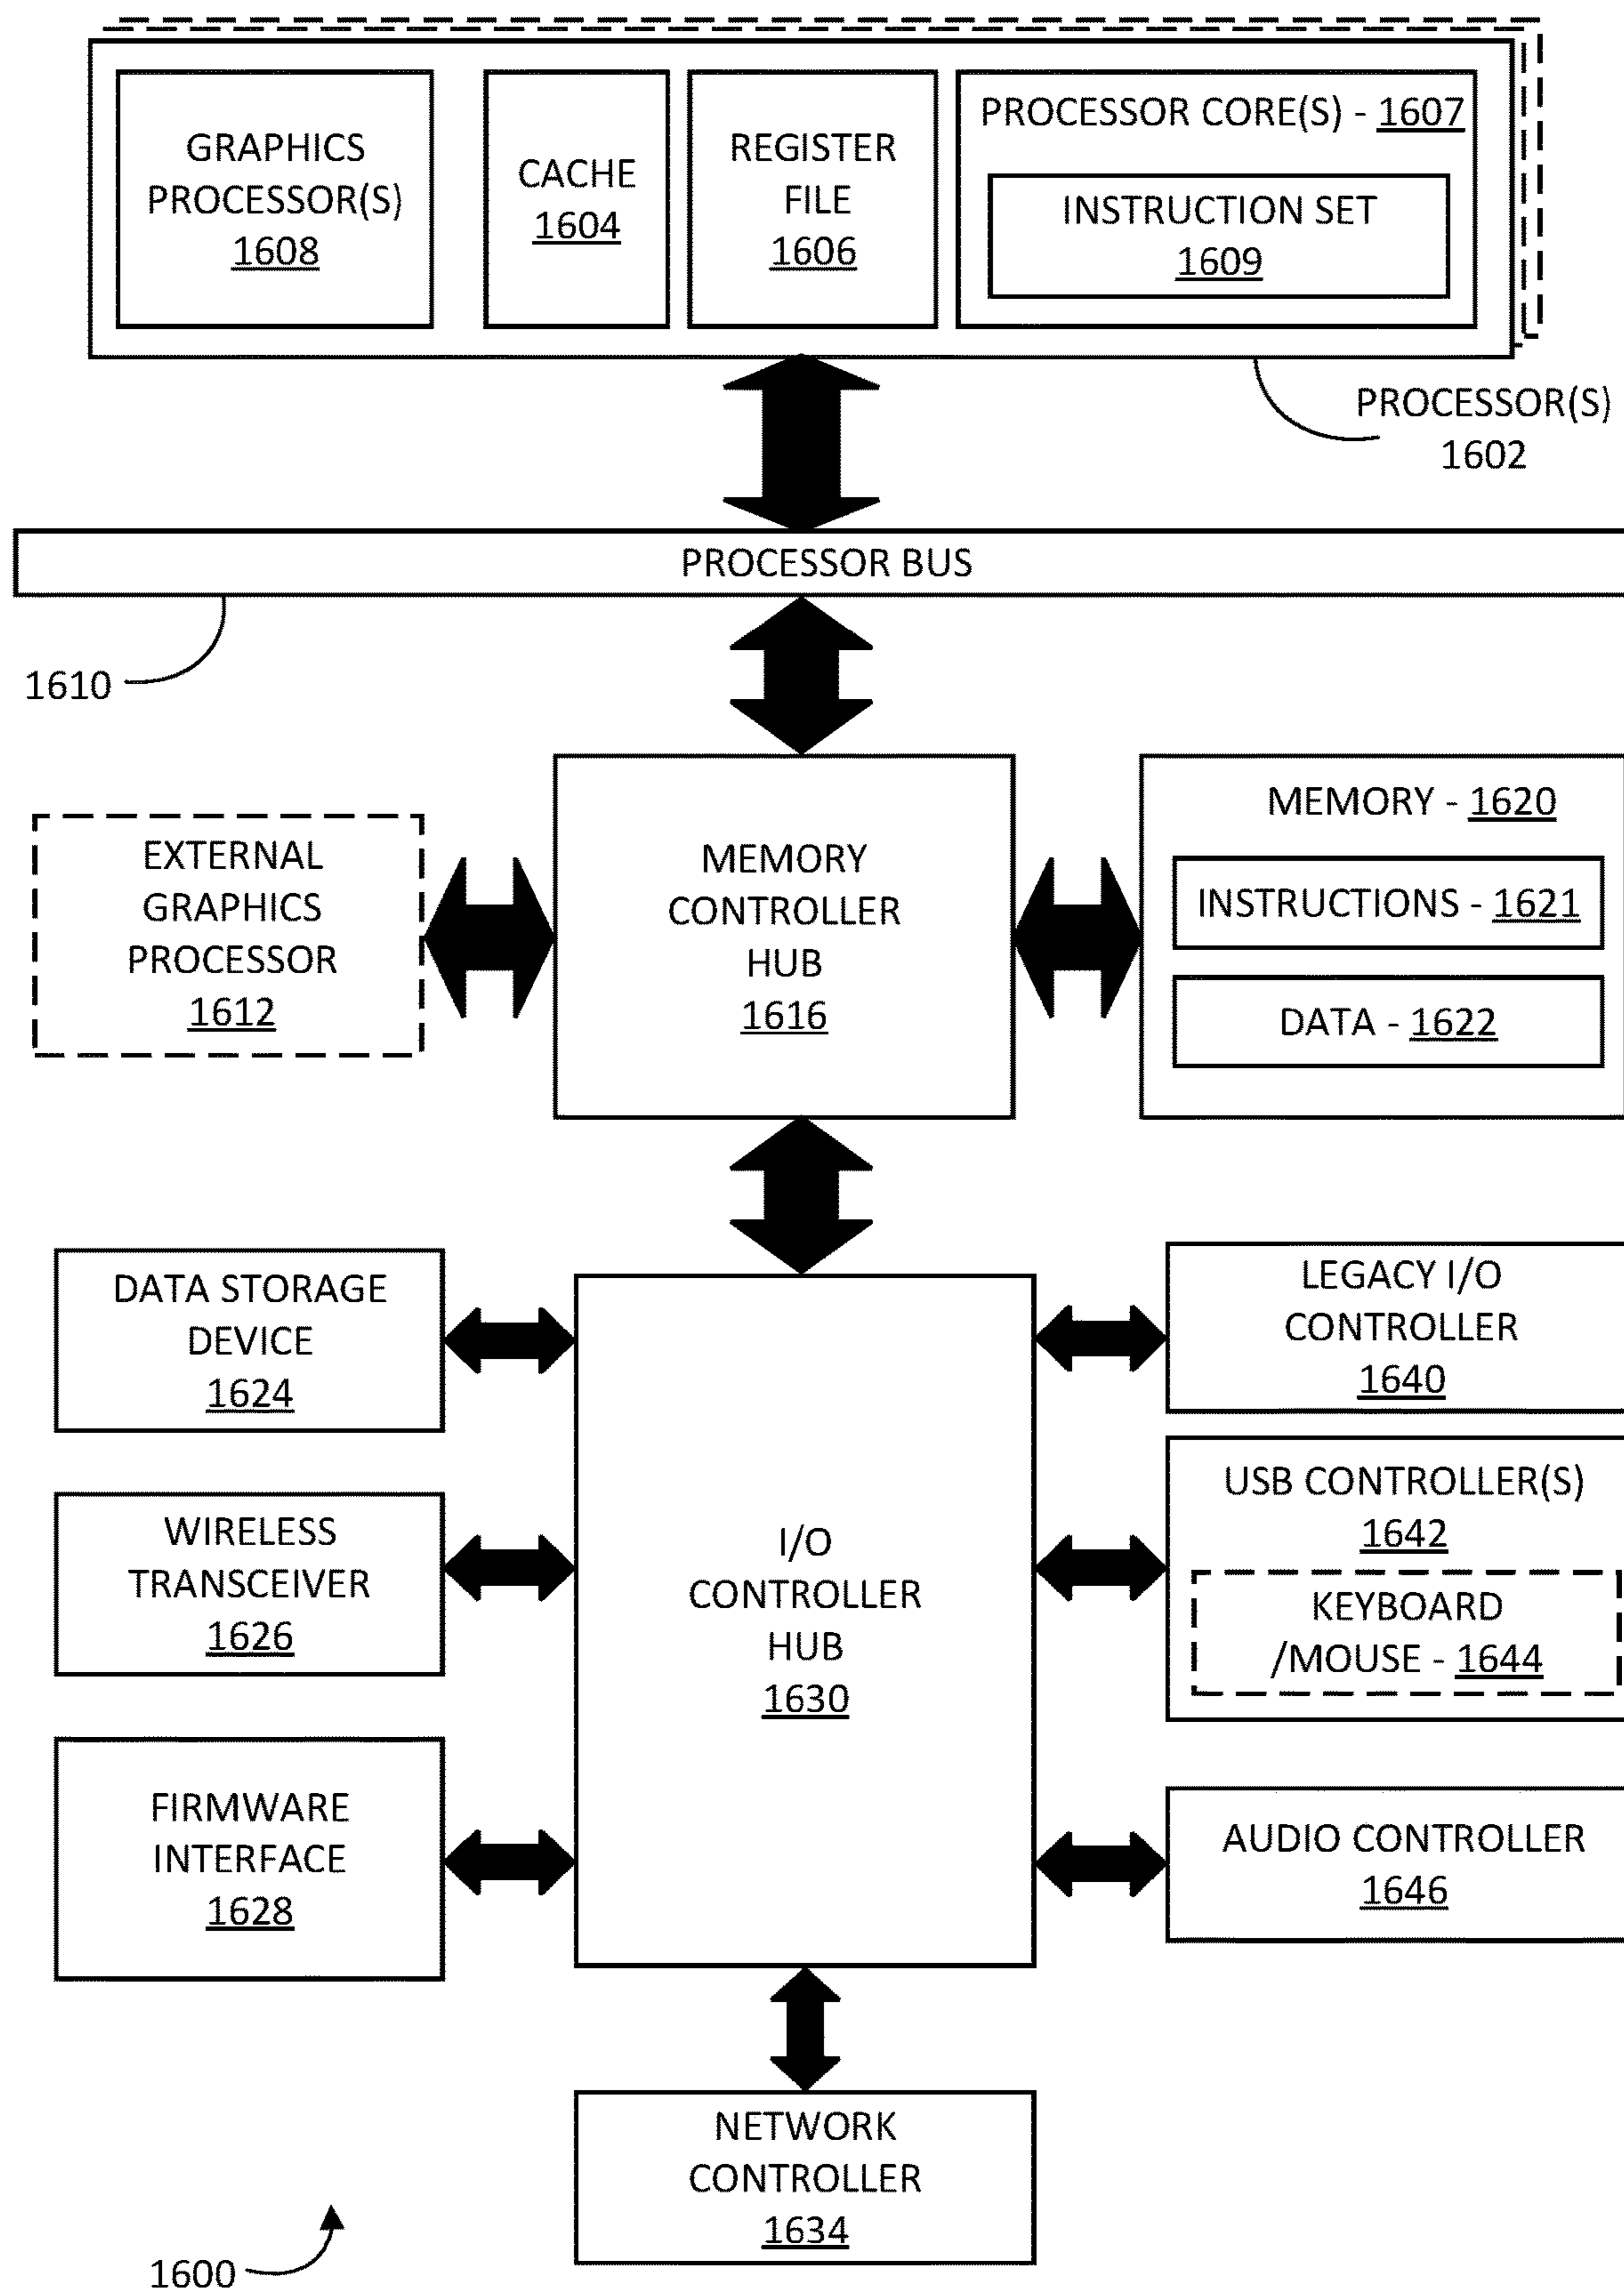 GRAPHICS
PROCESSOR(S)
1608
CACHE
1604
REGISTER
FILE
1606
PROCESSOR CORE(S) - 1607
INSTRUCTION SET
1609
PROCESSOR(S)
1602
PROCESSOR BUS
1610
EXTERNAL
GRAPHICS
PROCESSOR
1612
MEMORY
CONTROLLER
HUB
1616
MEMORY - 1620
INSTRUCTIONS - 1621
DATA - 1622
DATA STORAGE
DEVICE
1624
WIRELESS
TRANSCEIVER
1626
FIRMWARE
INTERFACE
1628
I/O
CONTROLLER
HUB
1630
LEGACY I/O
CONTROLLER
1640
USB CONTROLLER(S)
1642
KEYBOARD
/MOUSE - 1644
AUDIO CONTROLLER
1646
NETWORK
CONTROLLER
1634
1600